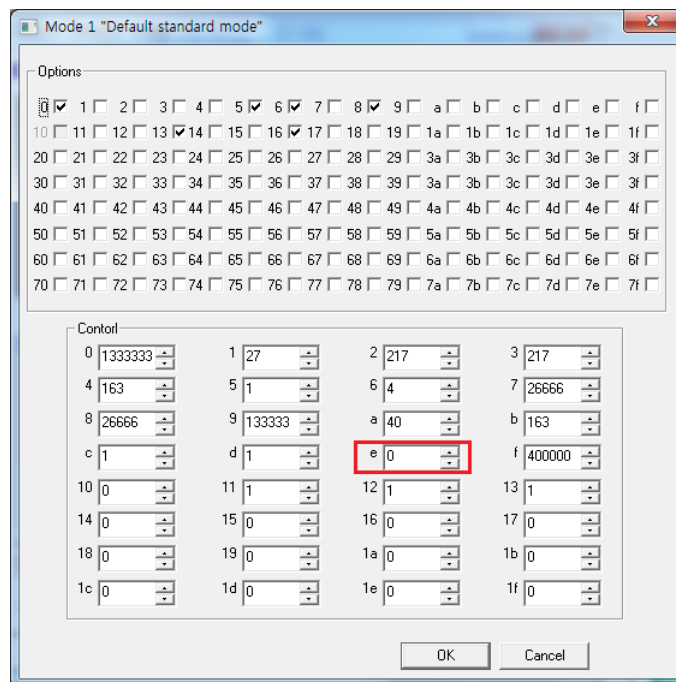 Mode 1 "Default standard mode"
Options
0 1 2 3 4 5 6 7 8 9 a b c d e f
10 11 12 13 14 15 16 17 18 19 1a 1b 1c 1d 1e 1f
20 21 22 23 24 25 26 27 28 29 3a 3b 3c 3d 3e 3f
30 31 32 33 34 35 36 37 38 39 3a 3b 3c 3d 3e 3f
40 41 42 43 44 45 46 47 48 49 4a 4b 4c 4d 4e 4f
50 51 52 53 54 55 56 57 58 59 5a 5b 5c 5d 5e 5f
60 61 62 63 64 65 66 67 68 69 6a 6b 6c 6d 6e 6f
70 71 72 73 74 75 76 77 78 79 7a 7b 7c 7d 7e 7f
Contorl
0 1333333 1 27 2 217 3 217
4 163 5 1 6 4 7 26666
8 26666 9 133333 a 40 b 163
c 1 d 1 e 0 f 400000
10 0 11 1 12 1 13 1
14 0 15 0 16 0 17 0
18 0 19 0 1a 0 1b 0
1c 0 1d 0 1e 0 1f 0
OK Cancel